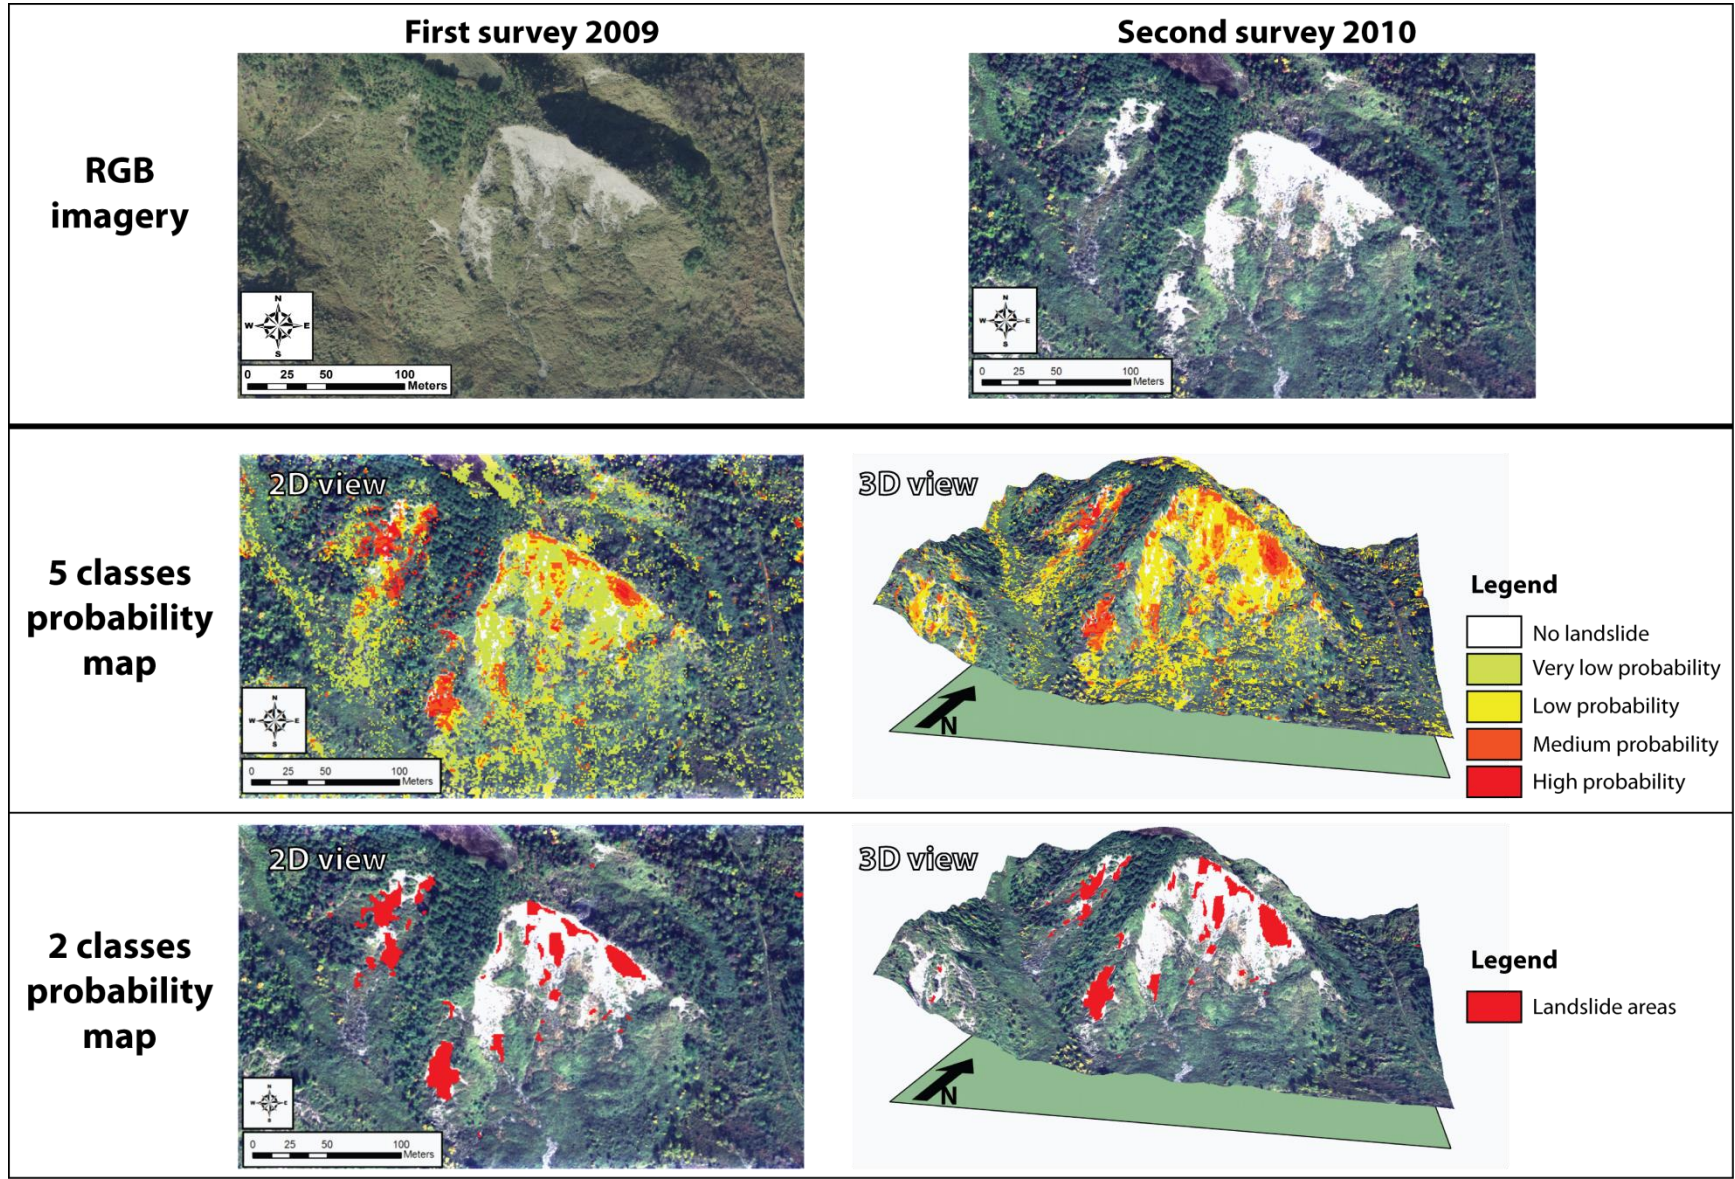 First survey 2009
Second survey 2010
RGB
imagery
N
W E
S
0 25 50 100
Meters
N
W E
S
0 25 50 100
Meters
5 classes
probability
map
2D view
N
W E
S
0 25 50 100
Meters
3D view
N
Legend
No landslide
Very low probability
Low probability
Medium probability
High probability
2 classes
probability
map
2D view
N
W E
S
0 25 50 100
Meters
3D view
N
Legend
Landslide areas